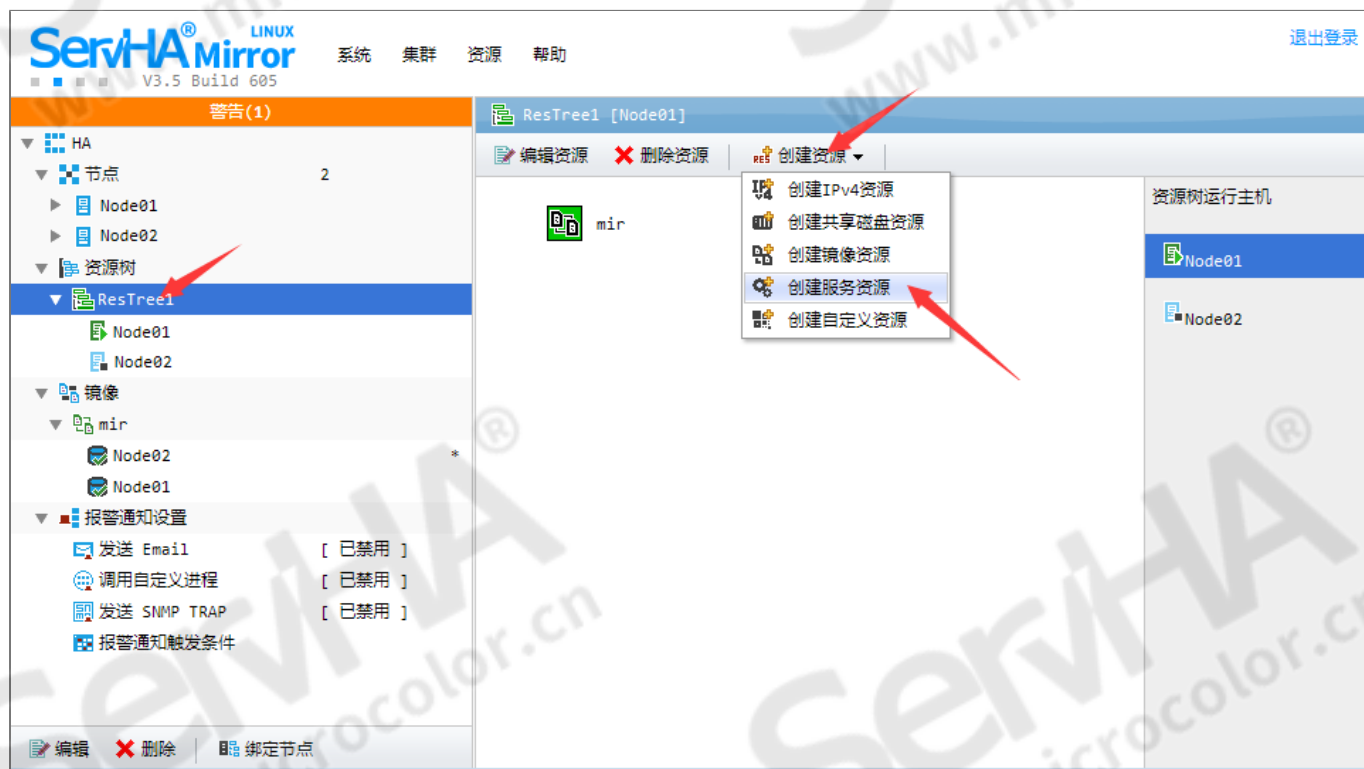 ServHA® Mirror LINUX
V3.5 Build 605
系统 集群 资源 帮助
退出登录
警告(1)
HA
节点 2
Node01
Node02
资源树
ResTree1
Node01
Node02
镜像
mir
Node02 *
Node01
报警通知设置
发送 Email [ 已禁用 ]
调用自定义进程 [ 已禁用 ]
发送 SNMP TRAP [ 已禁用 ]
报警通知触发条件
编辑 删除 绑定节点
ResTree1 [Node01]
编辑资源 删除资源 创建资源
mir
创建IPv4资源
创建共享磁盘资源
创建镜像资源
创建服务资源
创建自定义资源
资源树运行主机
Node01
Node02
ServHA®
www.microcolor.cn